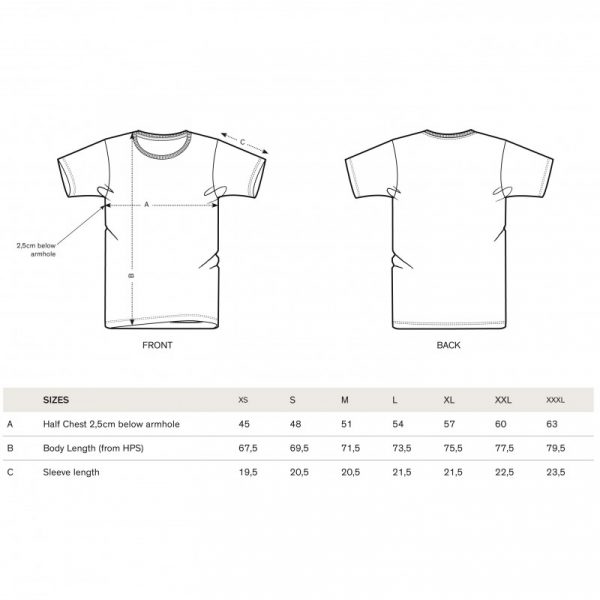 C
A
2,5cm below
armhole
B
FRONT
BACK
SIZES XS S M L XL XXL XXXL
A Half Chest 2,5cm below armhole 45 48 51 54 57 60 63
B Body Length (from HPS) 67,5 69,5 71,5 73,5 75,5 77,5 79,5
C Sleeve length 19,5 20,5 20,5 21,5 21,5 22,5 23,5